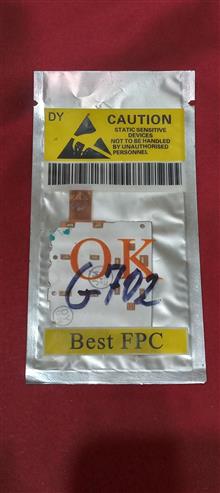 DY
CAUTION
STATIC SENSITIVE
DEVICES
NOT TO BE HANDLED
BY UNAUTHORISED
PERSONNEL
OK
G702
Best FPC